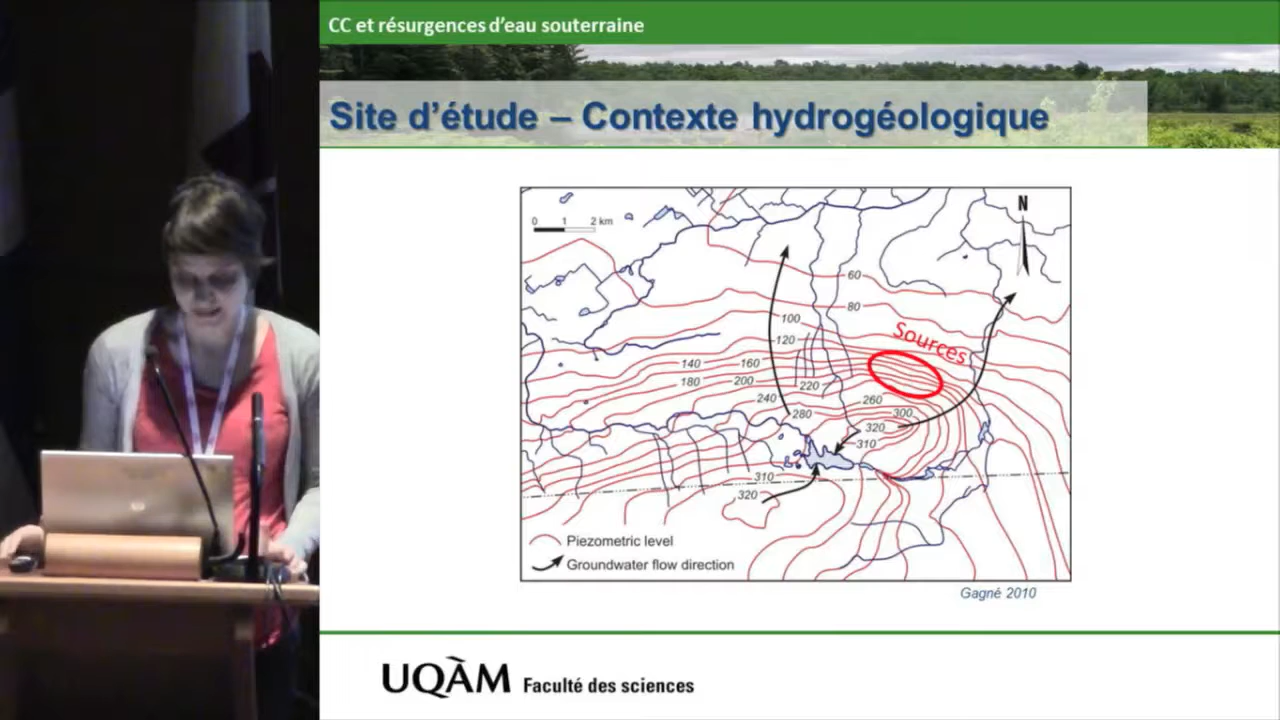 CC et résurgences d'eau souterraine
Site d'étude – Contexte hydrogéologique
N
0 1 2 km
60
80
100
Sources
120
140 160
180 200 220
240 260
280 300
320
310
310
320
Piezometric level
Groundwater flow direction
Gagné 2010
UQÀM Faculté des sciences